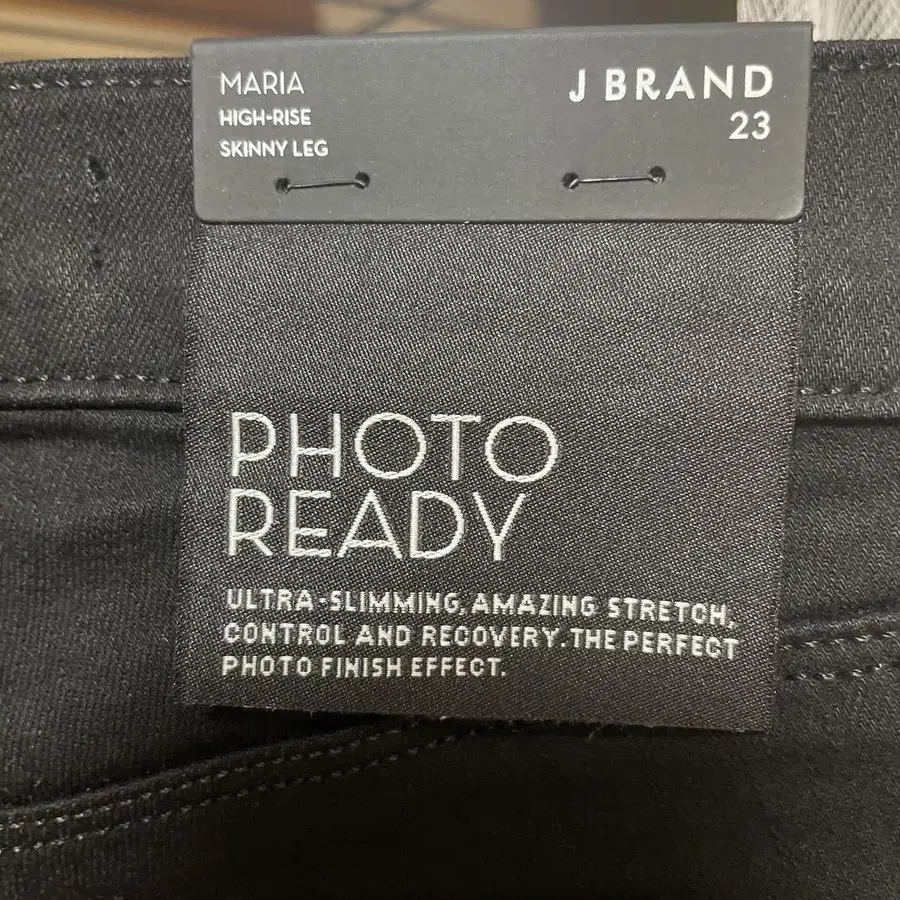 MARIA
HIGH-RISE
SKINNY LEG
J BRAND
23
PHOTO
READY
ULTRA-SLIMMING, AMAZING STRETCH,
CONTROL AND RECOVERY. THE PERFECT
PHOTO FINISH EFFECT.